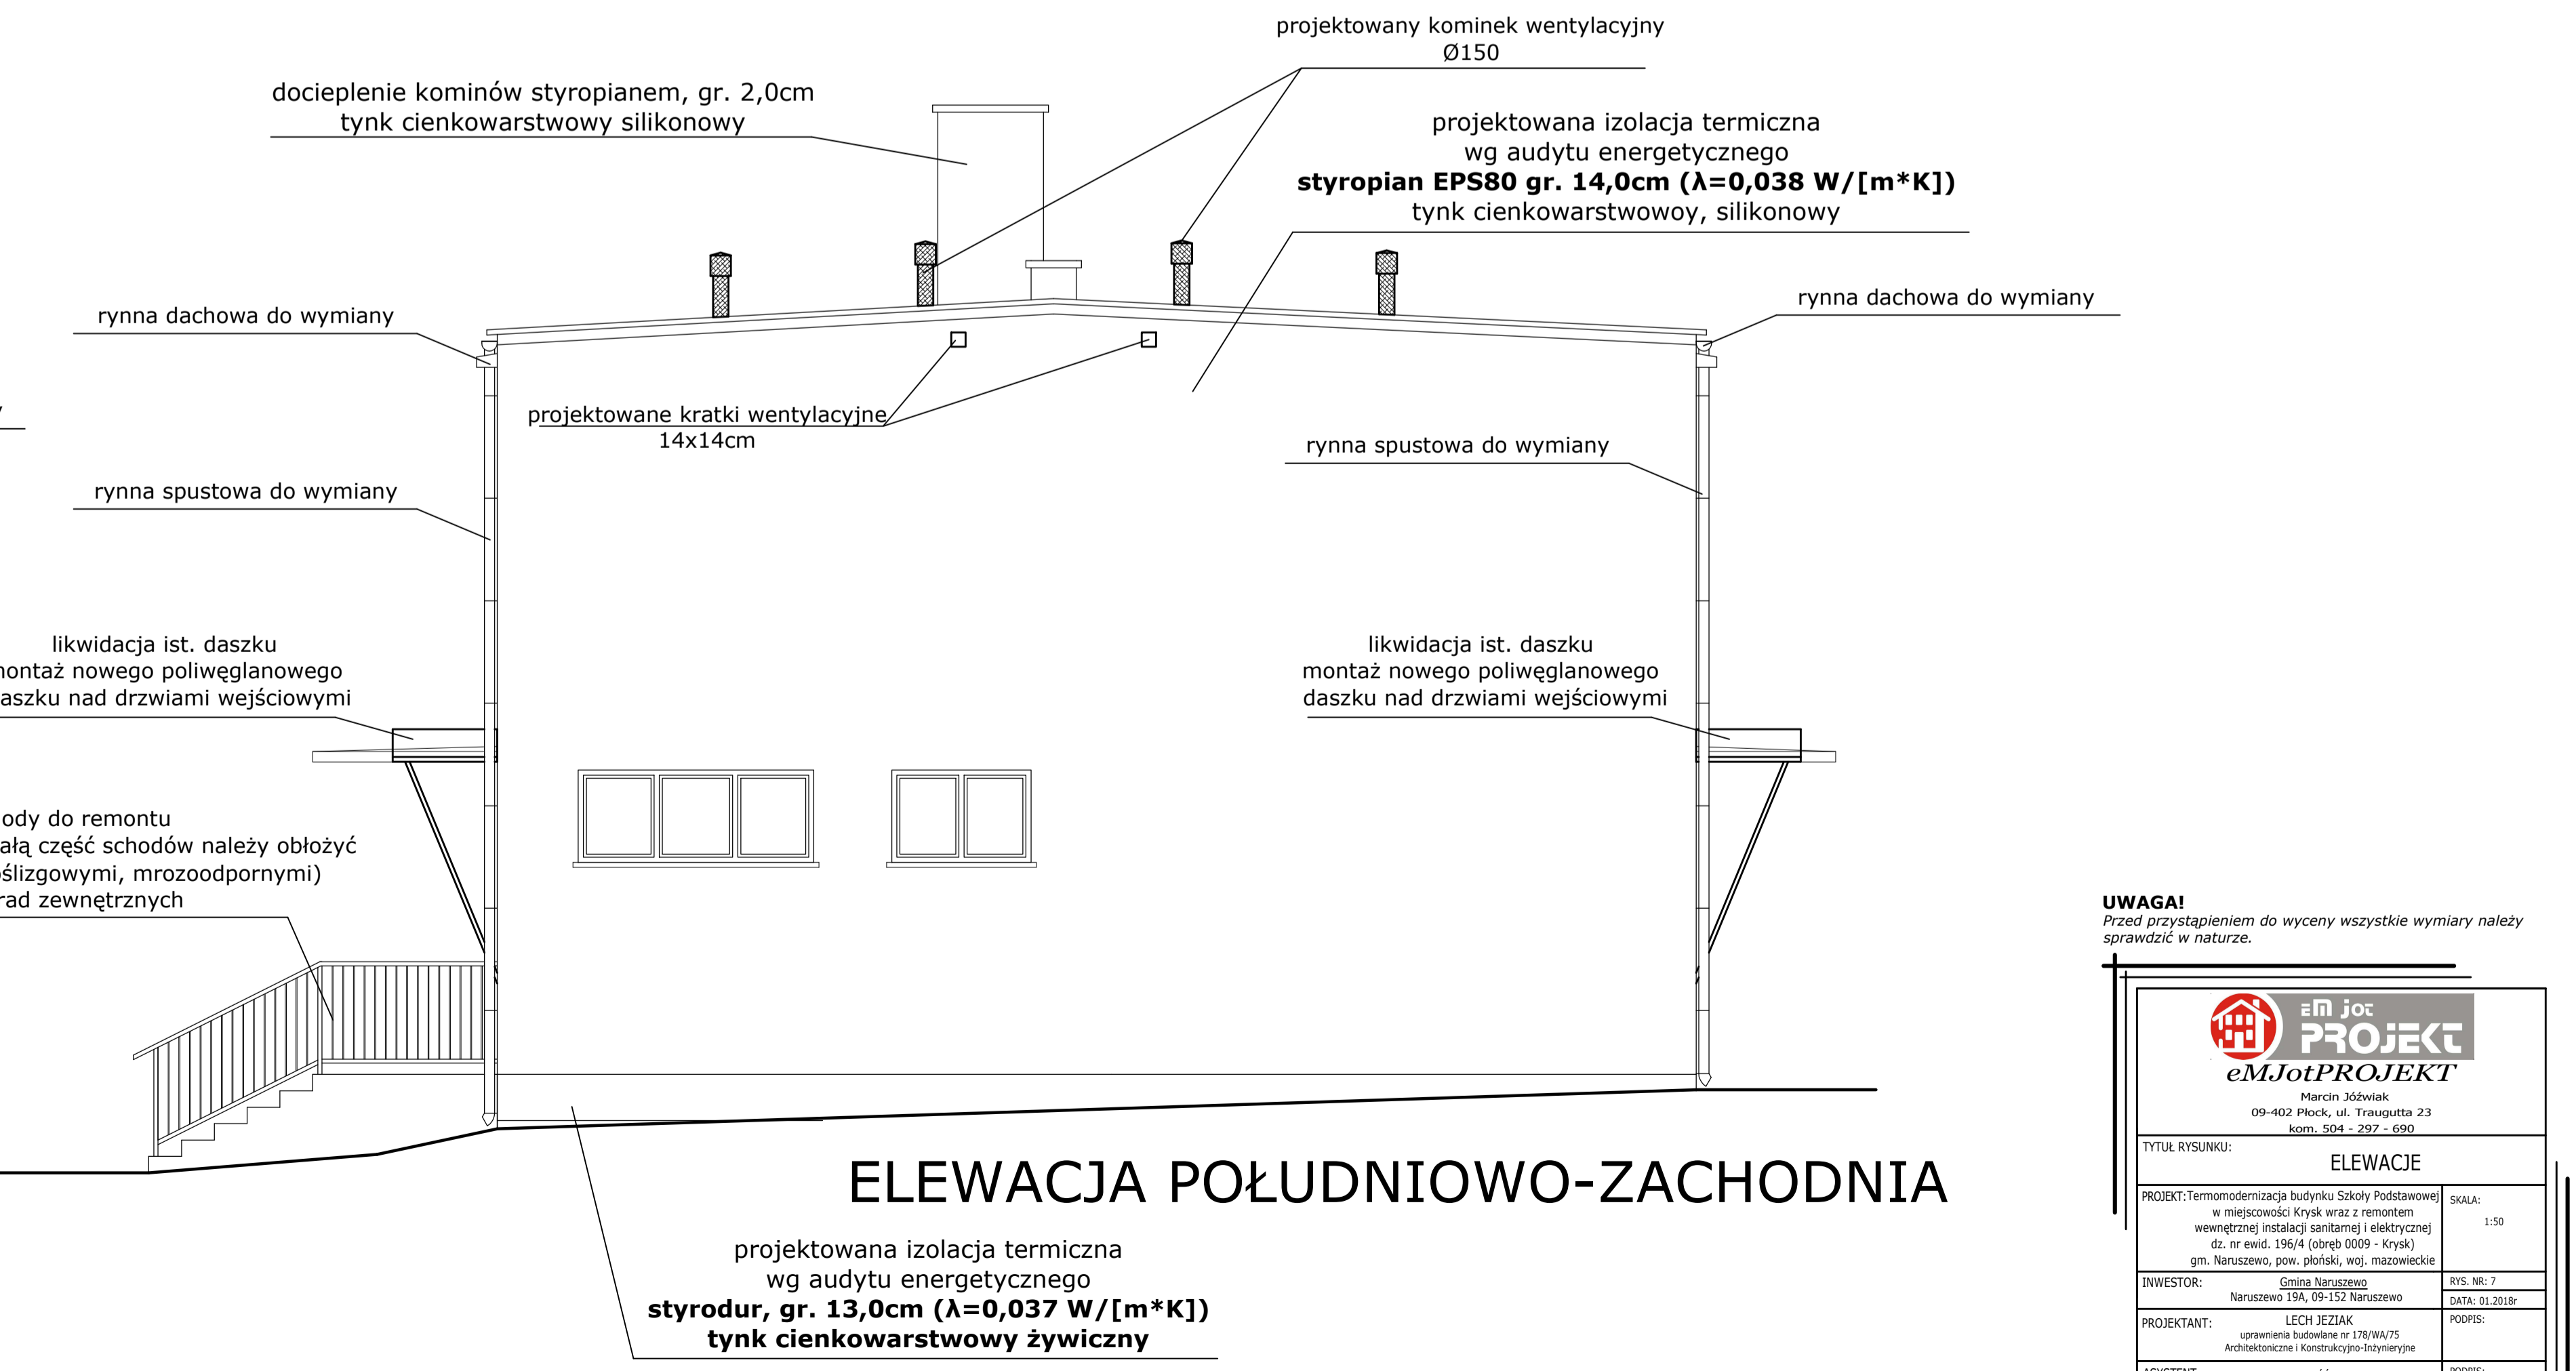 projektowany kominek wentylacyjny
Ø150
docieplenie kominów styropianem, gr. 2,0cm
tynk cienkowarstwowy silikonowy
projektowana izolacja termiczna
wg audytu energetycznego
styropian EPS80 gr. 14,0cm (λ=0,038 W/[m*K])
tynk cienkowarstwowoy, silikonowy
rynna dachowa do wymiany
rynna dachowa do wymiany
projektowane kratki wentylacyjne
14x14cm
rynna spustowa do wymiany
rynna spustowa do wymiany
likwidacja ist. daszku
montaż nowego poliwęglanowego
daszku nad drzwiami wejściowymi
likwidacja ist. daszku
montaż nowego poliwęglanowego
daszku nad drzwiami wejściowymi
ody do remontu
ałą część schodów należy obłożyć
oślizgowymi, mrozoodpornymi)
rad zewnętrznych
UWAGA!
Przed przystąpieniem do wyceny wszystkie wymiary należy
sprawdzić w naturze.
eM jot
PROJEKT
eMJotPROJEKT
Marcin Jóźwiak
09-402 Płock, ul. Traugutta 23
kom. 504 - 297 - 690
TYTUŁ RYSUNKU:
ELEWACJE
PROJEKT: Termomodernizacja budynku Szkoły Podstawowej
w miejscowości Krysk wraz z remontem
wewnętrznej instalacji sanitarnej i elektrycznej
dz. nr ewid. 196/4 (obręb 0009 - Krysk)
gm. Naruszewo, pow. płoński, woj. mazowieckie
SKALA:
1:50
INWESTOR:
Gmina Naruszewo
Naruszewo 19A, 09-152 Naruszewo
RYS. NR: 7
DATA: 01.2018r
PROJEKTANT:
LECH JEZIAK
uprawnienia budowlane nr 178/WA/75
Architektoniczne i Konstrukcyjno-Inżynieryjne
PODPIS:
ELEWACJA POŁUDNIOWO-ZACHODNIA
projektowana izolacja termiczna
wg audytu energetycznego
styrodur, gr. 13,0cm (λ=0,037 W/[m*K])
tynk cienkowarstwowy żywiczny